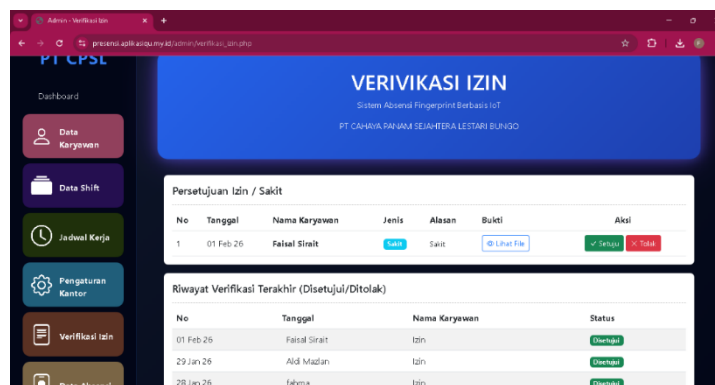 Admin - Verifikasi Izin
presensi.aplikasiqu.my.id/admin/verifikasi_izin.php
PT CPSL
Dashboard
Data Karyawan
Data Shift
Jadwal Kerja
Pengaturan Kantor
Verifikasi Izin
Data Absensi
VERIVIKASI IZIN
Sistem Absensi Fingerprint Berbasis IoT
PT CAHAYA PANAM SEJAHTERA LESTARI BUNGO
Persetujuan Izin / Sakit
No Tanggal Nama Karyawan Jenis Alasan Bukti Aksi
1 01 Feb 26 Faisal Sirait Sakit Sakit Lihat File Setuju Tolak
Riwayat Verifikasi Terakhir (Disetujui/Ditolak)
No Tanggal Nama Karyawan Status
01 Feb 26 Faisal Sirait Izin Disetujui
29 Jan 26 Aldi Mazlan Izin Disetujui
28 Jan 26 fahma Izin Disetujui